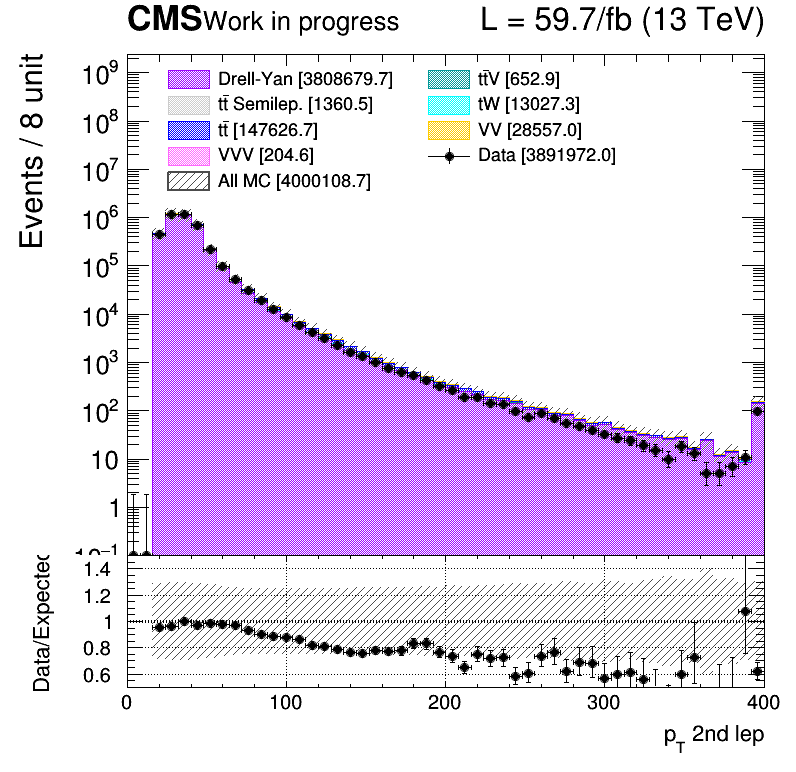 CMS Work in progress L = 59.7/fb (13 TeV)
Events / 8 unit
Drell-Yan [3808679.7]
tt̄ Semilep. [1360.5]
tt̄ [147626.7]
VVV [204.6]
All MC [4000108.7]
tt̄V [652.9]
tW [13027.3]
VV [28557.0]
Data [3891972.0]
10⁹
10⁸
10⁷
10⁶
10⁵
10⁴
10³
10²
10
1
10⁻¹
Data/Expected
1.4
1.2
1
0.8
0.6
0 100 200 300 400
p_T 2nd lep